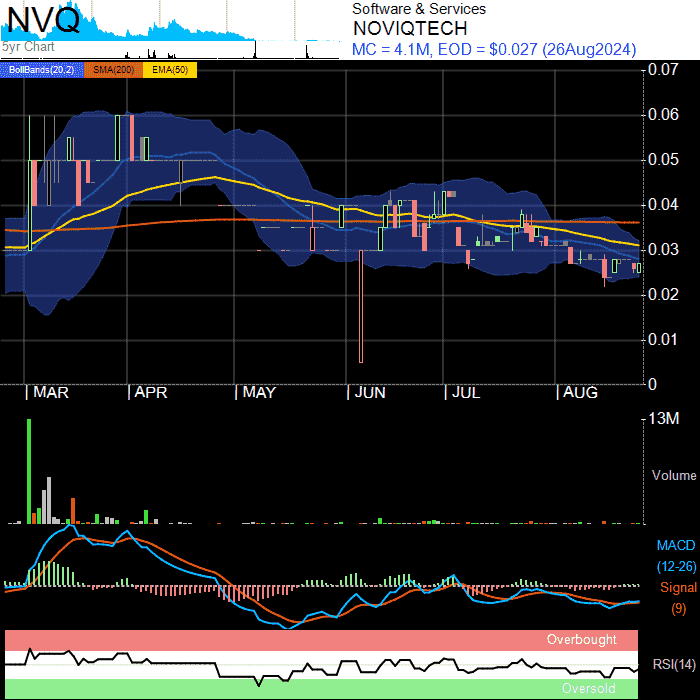 NVQ
Software & Services
NOVIQTECH
MC = 4.1M, EOD = $0.027 (26Aug2024)
5yr Chart
BollBands(20,2) SMA(200) EMA(50)
0.07
0.06
0.05
0.04
0.03
0.02
0.01
0
MAR APR MAY JUN JUL AUG
13M
Volume
MACD
(12-26)
Signal
(9)
Overbought
RSI(14)
Oversold